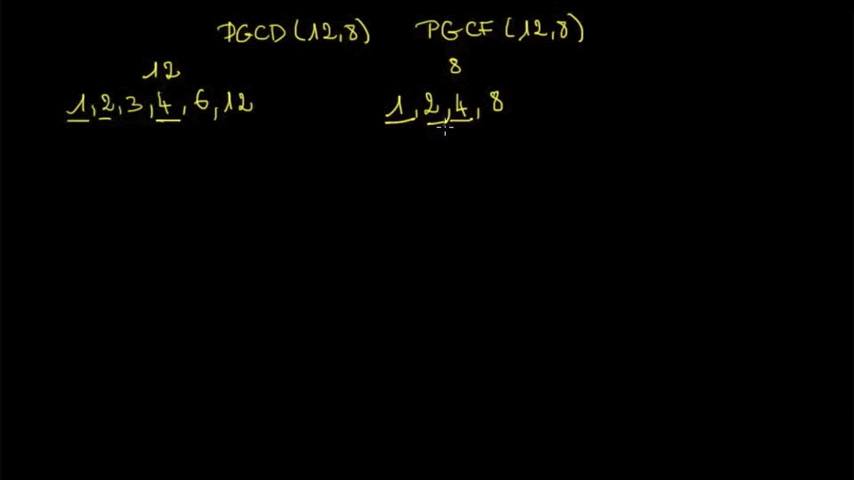 PGCD (12,8) PGCF (12,8)
12 8
1, 2, 3, 4, 6, 12 1, 2, 4, 8